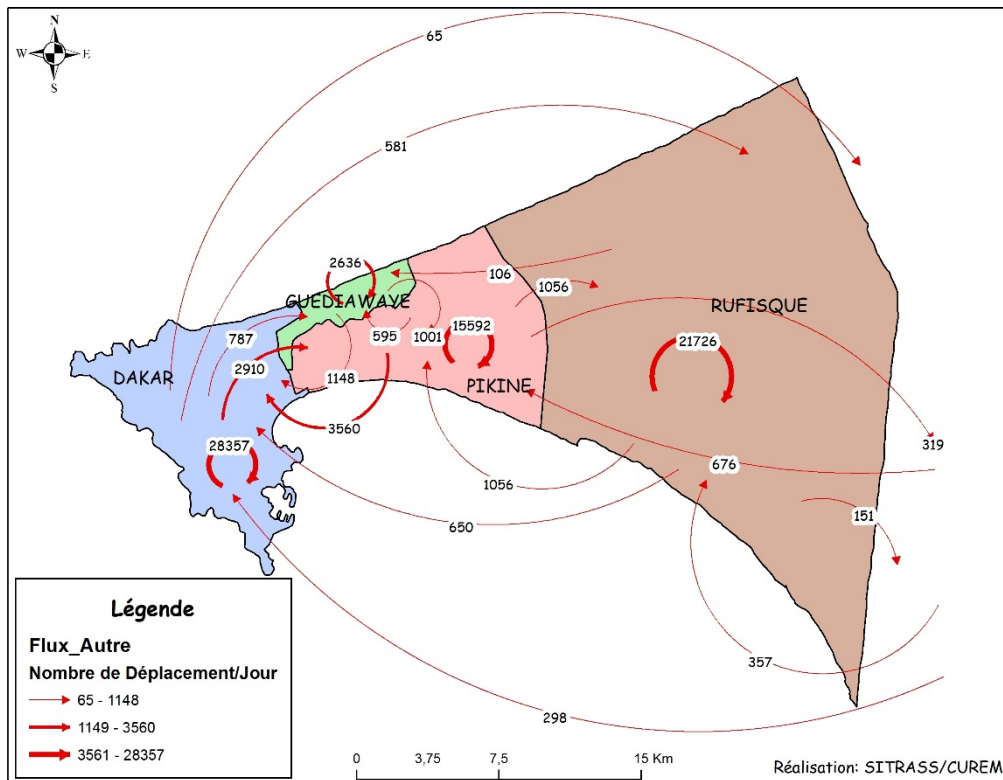 N
W
E
S
65
581
2636
GUEDIAWAYE
106
1056
RUFISQUE
787
595
1001
15592
21726
2910
DAKAR
1148
PIKINE
3560
28357
319
676
1056
650
151
357
298
Légende
Flux_Autre
Nombre de Déplacement/Jour
65 - 1148
1149 - 3560
3561 - 28357
0 3,75 7,5 15 Km
Réalisation: SITRASS/CUREM